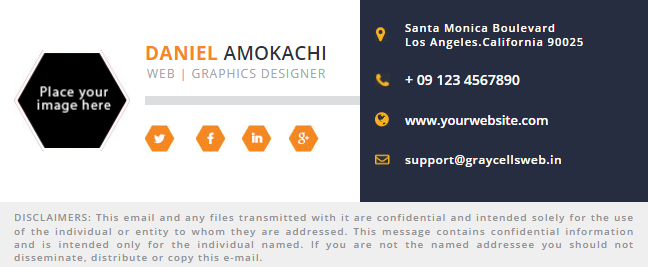 Place your
image here
DANIEL AMOKACHI
WEB | GRAPHICS DESIGNER
in
g+
Santa Monica Boulevard
Los Angeles.California 90025
+ 09 123 4567890
www.yourwebsite.com
support@graycellsweb.in
DISCLAIMERS: This email and any files transmitted with it are confidential and intended solely for the use
of the individual or entity to whom they are addressed. This message contains confidential information
and is intended only for the individual named. If you are not the named addressee you should not
disseminate, distribute or copy this e-mail.